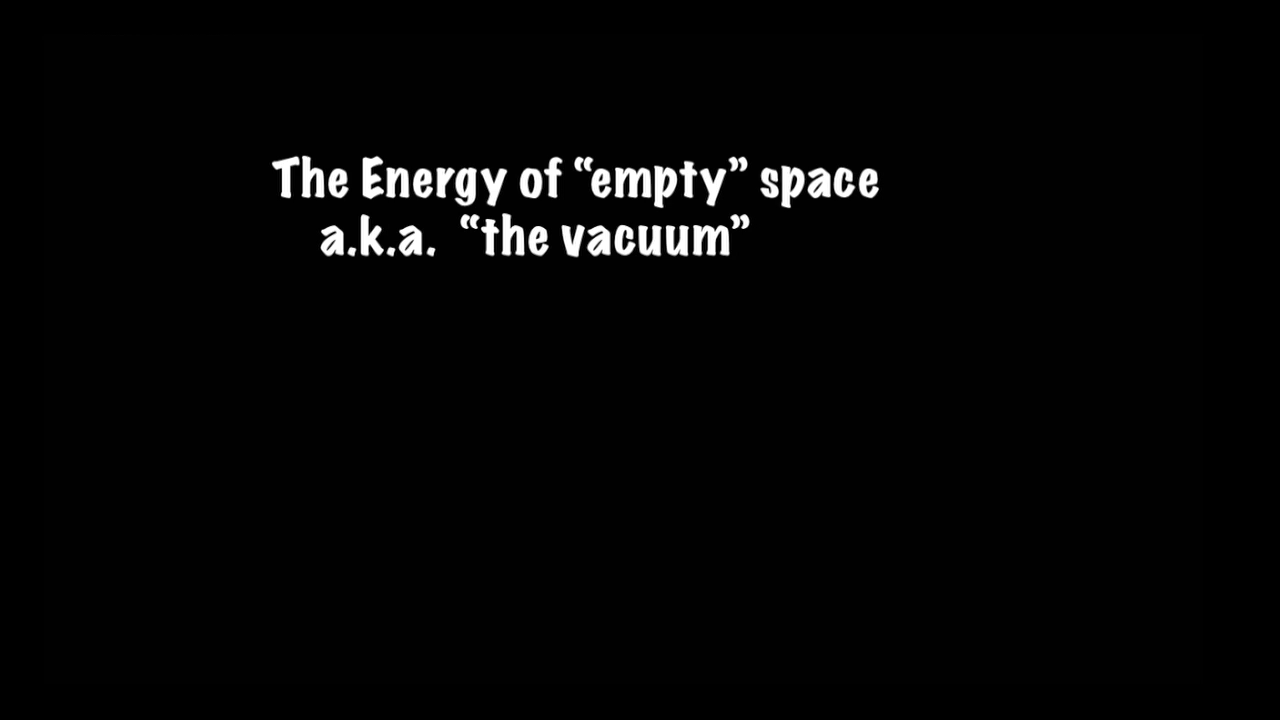 The Energy of “empty” space
a.k.a. “the vacuum”